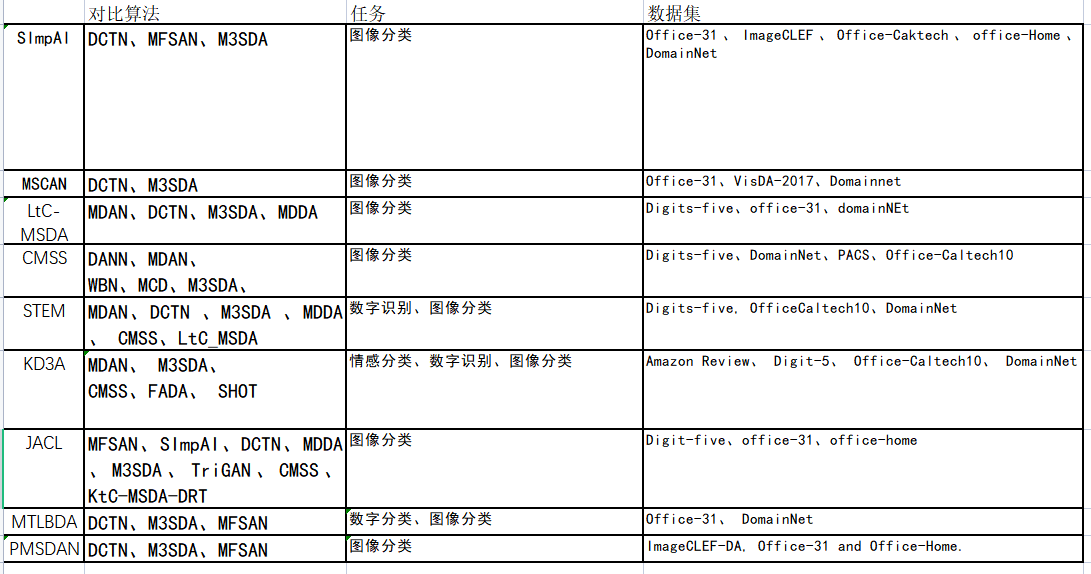 对比算法 任务 数据集
SImpAl DCTN、MFSAN、M3SDA 图像分类 Office-31 、 ImageCLEF 、 Office-Caktech 、 office-Home 、
DomainNet
MSCAN DCTN、M3SDA 图像分类 Office-31、VisDA-2017、Domainnet
LtC- MDAN、DCTN、M3SDA、MDDA 图像分类 Digits-five、office-31、domainNEt
MSDA
CMSS DANN、MDAN、 图像分类 Digits-five、DomainNet、PACS、Office-Caltech10
WBN、MCD、M3SDA、
STEM MDAN、DCTN 、M3SDA 、MDDA 数字识别、图像分类 Digits-five, OfficeCaltech10、DomainNet
、 CMSS、LtC_MSDA
KD3A MDAN、 M3SDA、 情感分类、数字识别、图像分类 Amazon Review、 Digit-5、 Office-Caltech10、 DomainNet
CMSS、FADA、 SHOT
JACL MFSAN、SImpAI、DCTN、MDDA 图像分类 Digit-five、office-31、office-home
、M3SDA 、TriGAN 、CMSS 、
KtC-MSDA-DRT
MTLBDA DCTN、M3SDA、MFSAN 数字分类、图像分类 Office-31、 DomainNet
PMSDAN DCTN、M3SDA、MFSAN 图像分类 ImageCLEF-DA, Office-31 and Office-Home.